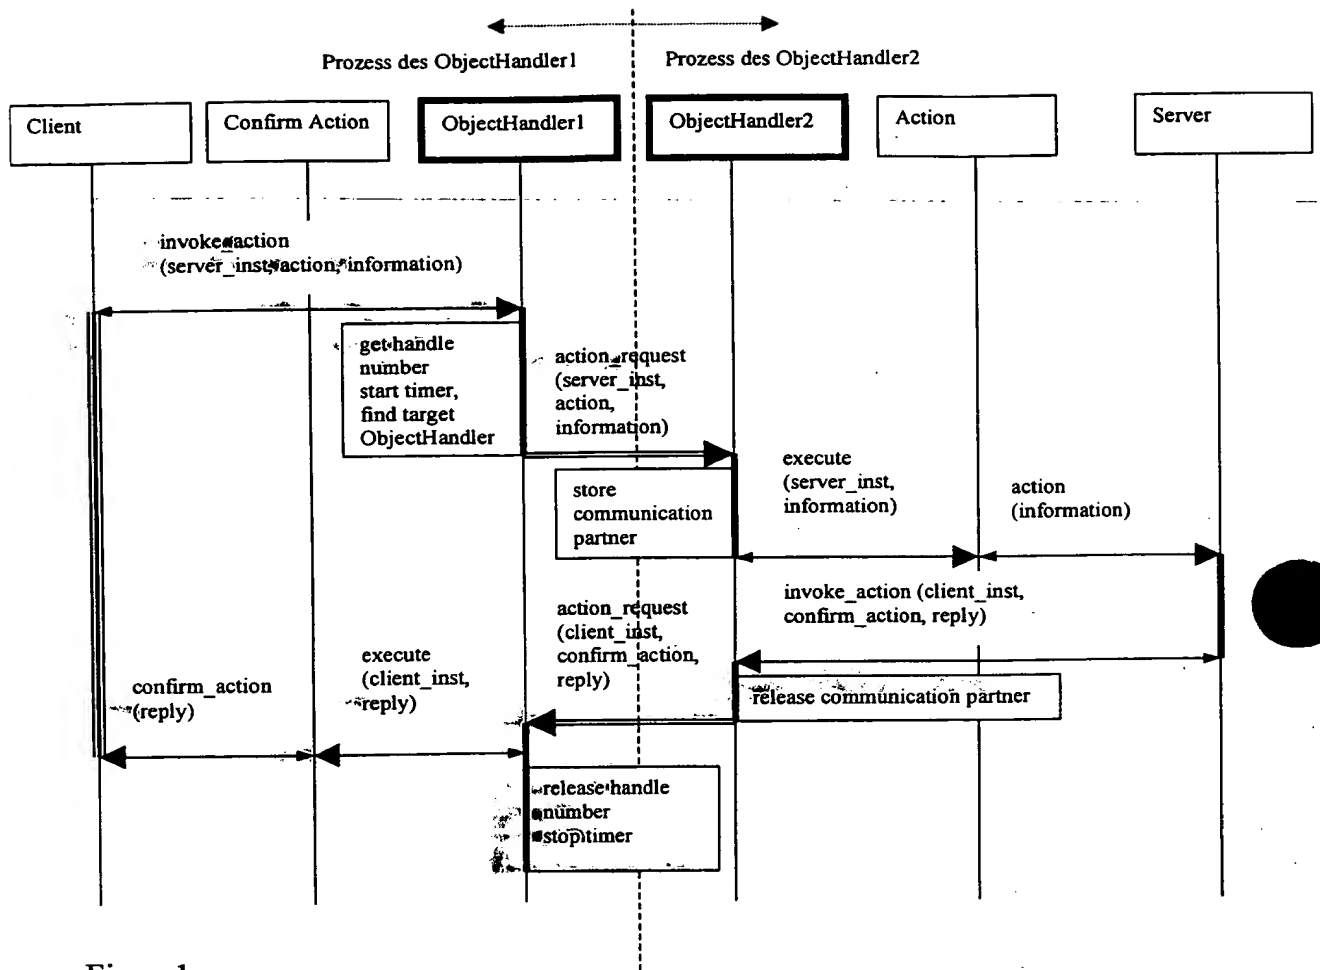 Prozess des ObjectHandler1
Prozess des ObjectHandler2
Client
Confirm Action
ObjectHandler1
ObjectHandler2
Action
Server
invoke_action
(server_inst, action, information)
get handle
number
start timer,
find target
ObjectHandler
action_request
(server_inst,
action,
information)
store
communication
partner
execute
(server_inst,
information)
action
(information)
invoke_action (client_inst,
confirm_action, reply)
action_request
(client_inst,
confirm_action,
reply)
release communication partner
execute
(client_inst,
reply)
confirm_action
(reply)
release handle
number
stop timer